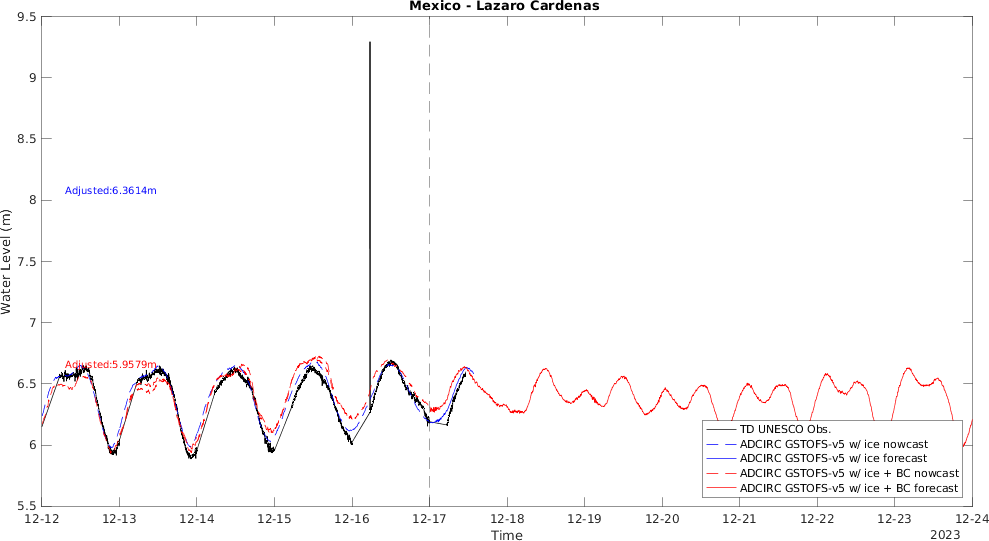 Mexico - Lazaro Cardenas
9.5
9
8.5
8
7.5
7
6.5
6
5.5
Water Level (m)
Adjusted:6.3614m
Adjusted:5.9579m
TD UNESCO Obs.
ADCIRC GSTOFS-v5 w/ ice nowcast
ADCIRC GSTOFS-v5 w/ ice forecast
ADCIRC GSTOFS-v5 w/ ice + BC nowcast
ADCIRC GSTOFS-v5 w/ ice + BC forecast
12-12 12-13 12-14 12-15 12-16 12-17 12-18 12-19 12-20 12-21 12-22 12-23 12-24
Time
2023